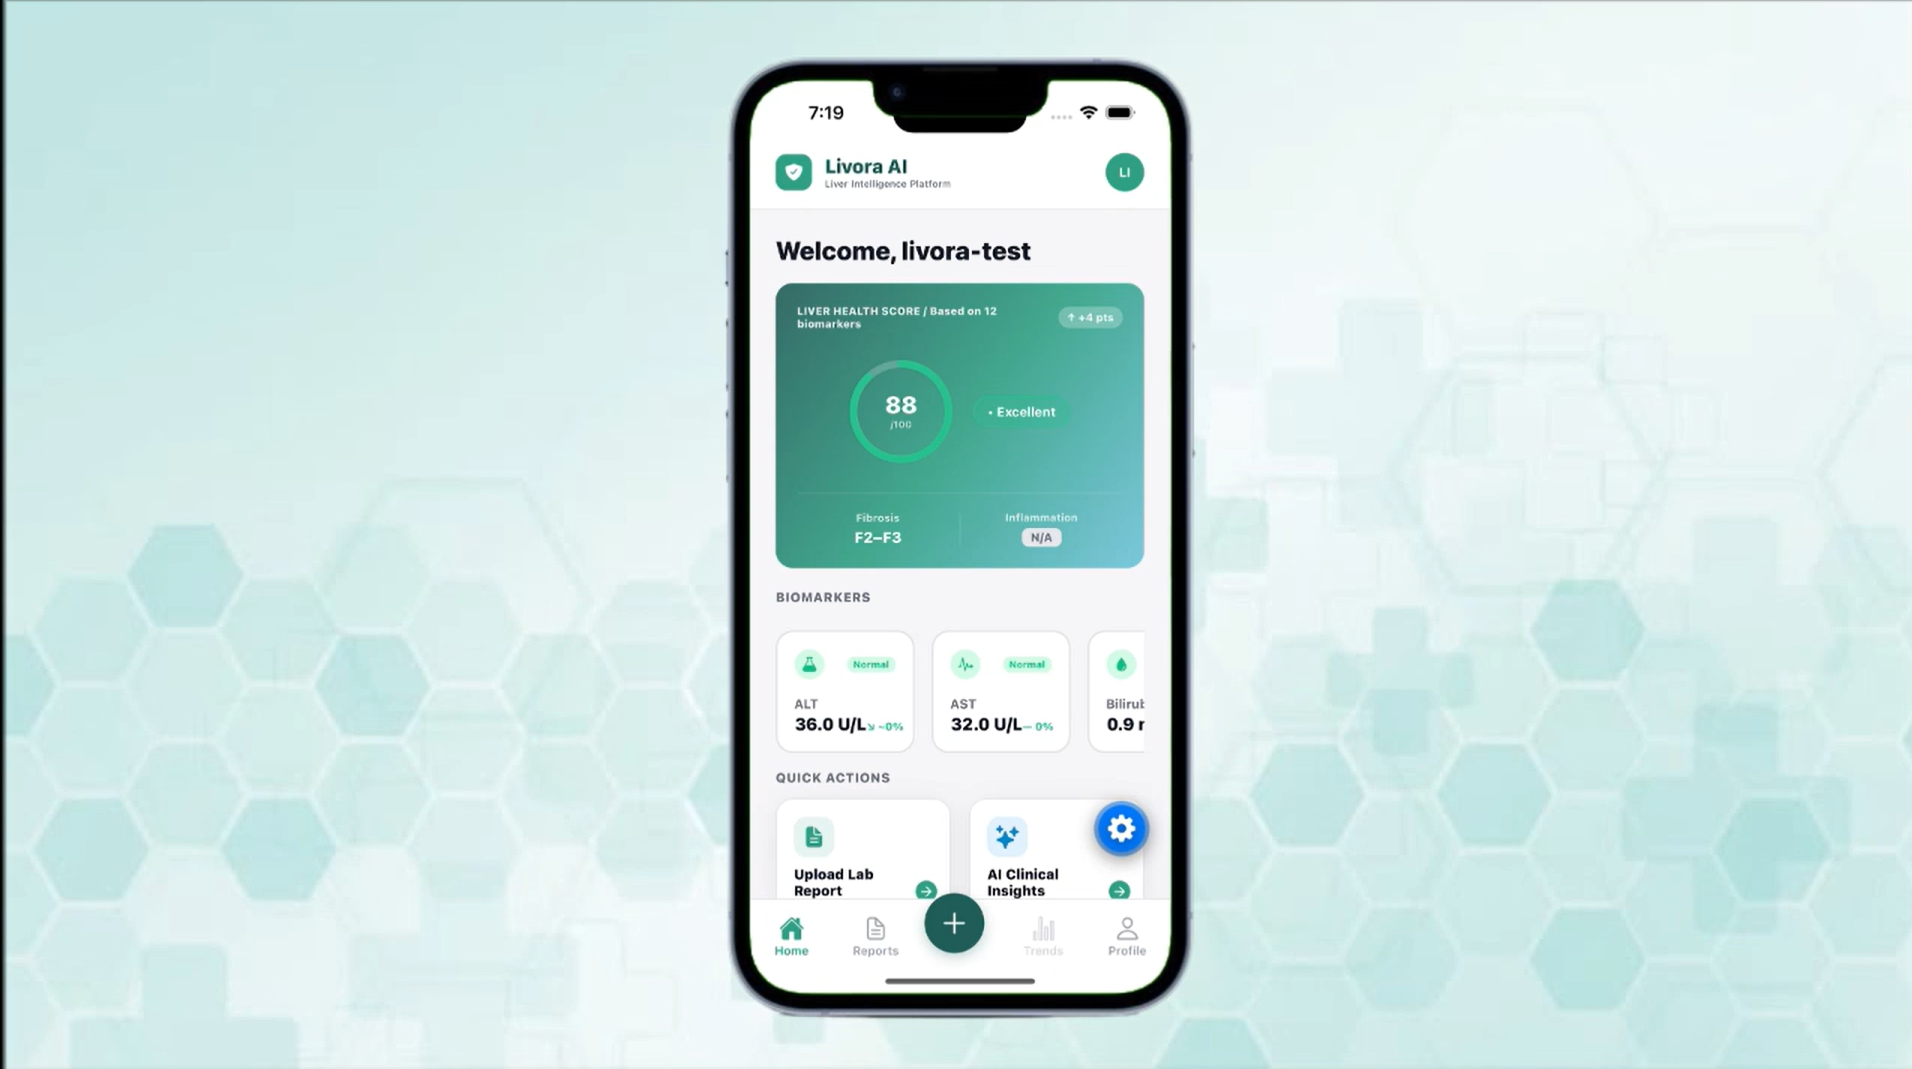 7:19
Livora AI
Liver Intelligence Platform
LI
Welcome, livora-test
LIVER HEALTH SCORE / Based on 12
biomarkers
↑ +4 pts
88
/100
• Excellent
Fibrosis
F2–F3
Inflammation
N/A
BIOMARKERS
Normal
ALT
36.0 U/L ↘ ~0%
Normal
AST
32.0 U/L — 0%
Bilirub
0.9
QUICK ACTIONS
Upload Lab
Report
AI Clinical
Insights
Home
Reports
Trends
Profile